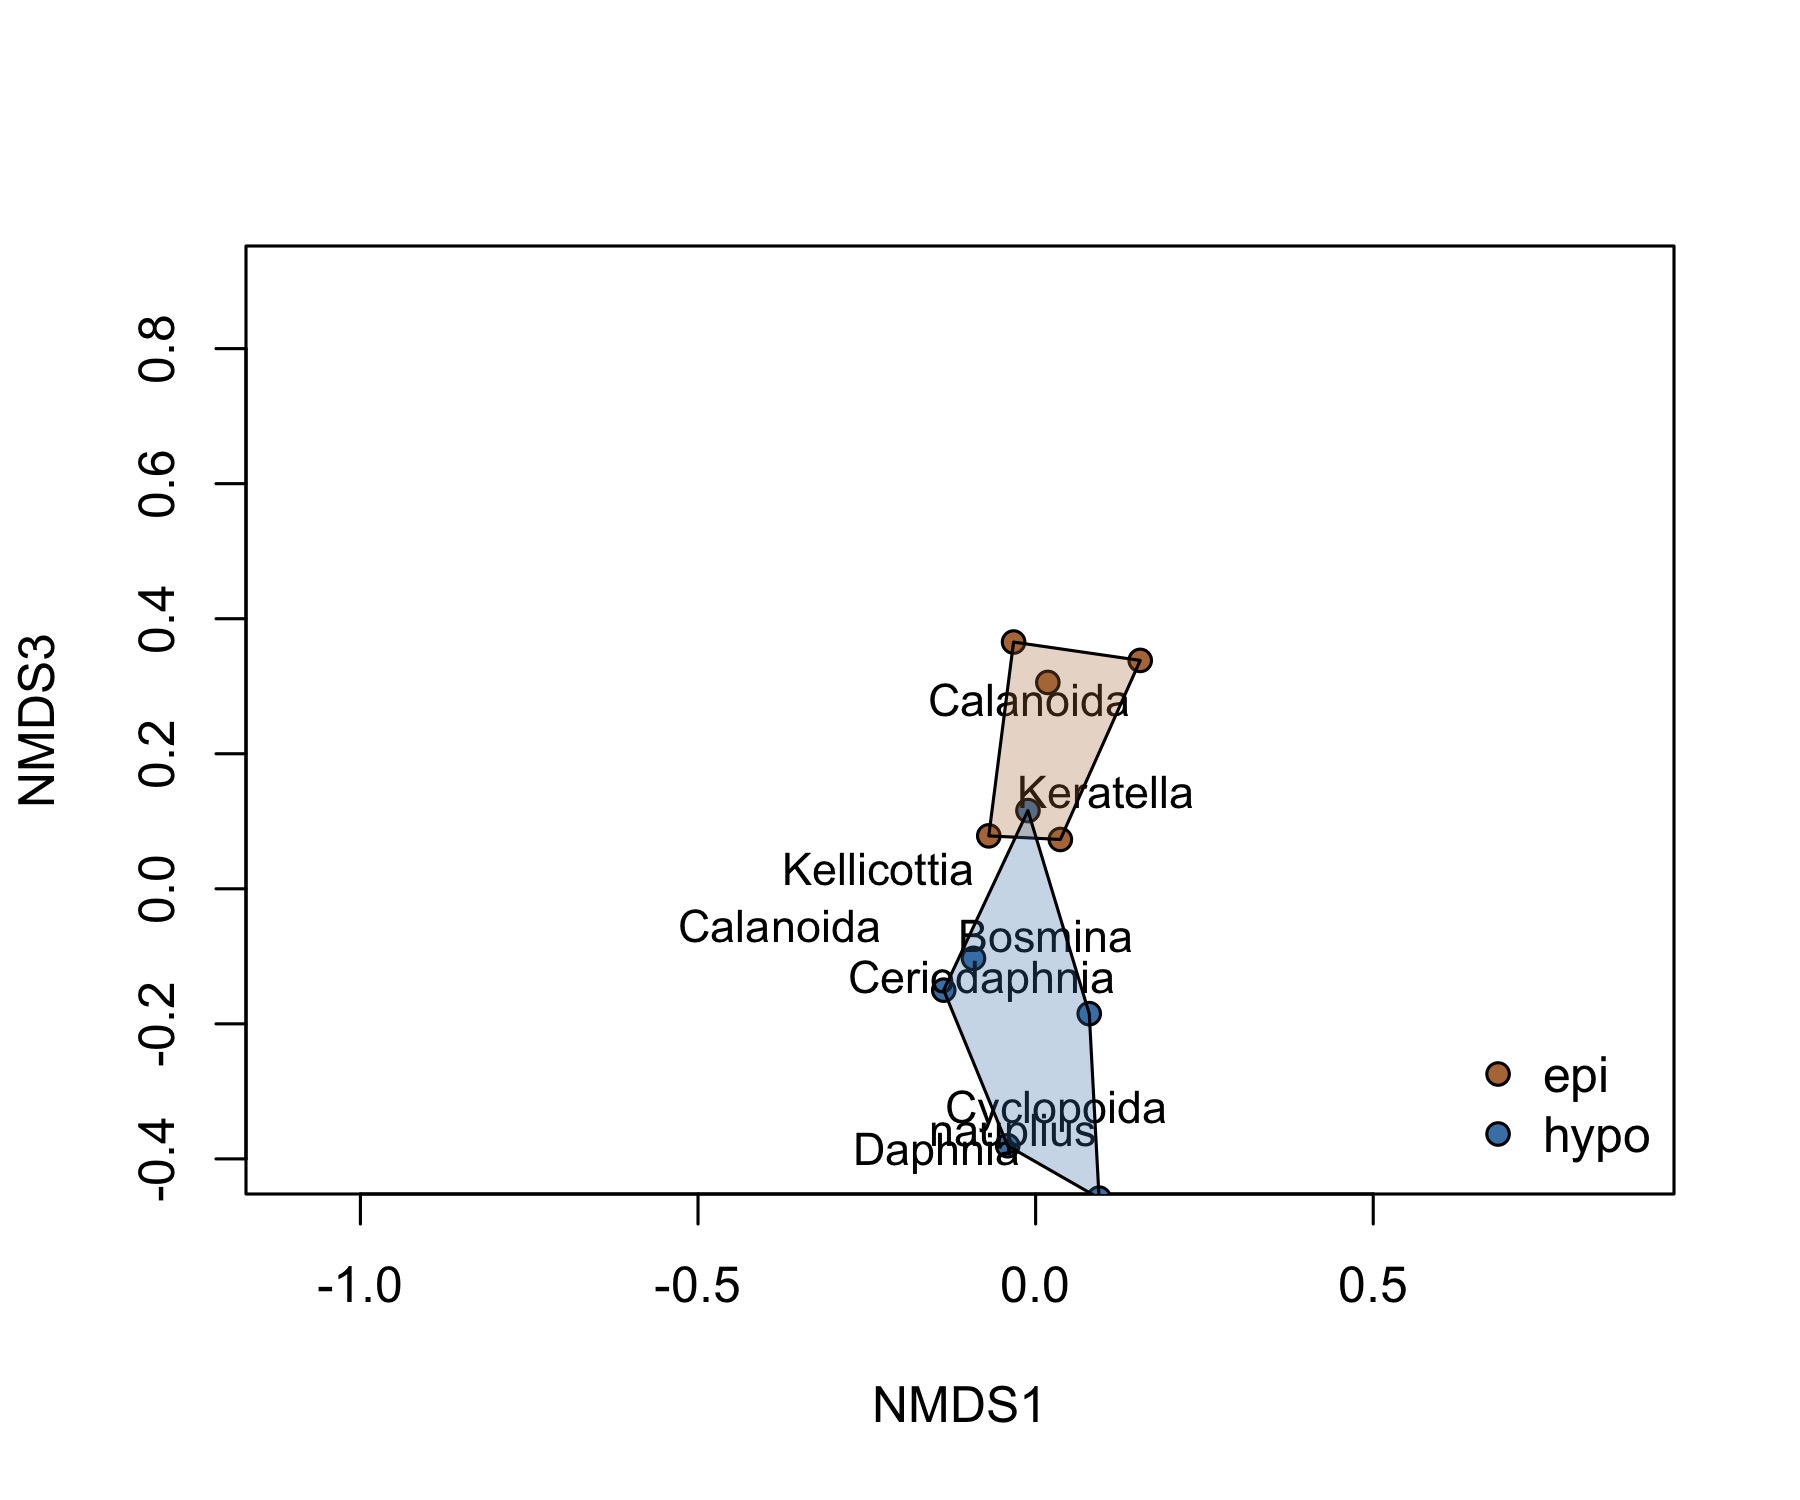 NMDS3
0.8
0.6
0.4
0.2
0.0
-0.2
-0.4
Calanoida
Keratella
Kellicottia
Calanoida
Bosmina
Ceriodaphnia
Cyclopoida
nauplius
Daphnia
epi
hypo
-1.0
-0.5
0.0
0.5
NMDS1